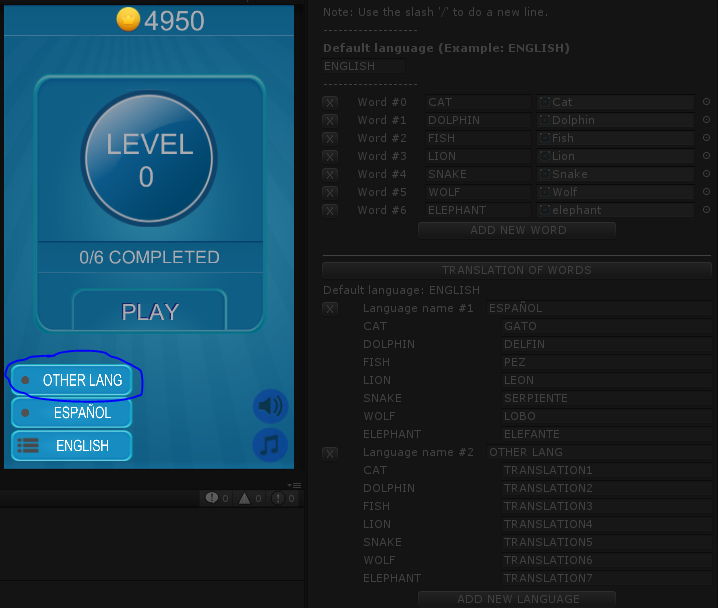 4950
LEVEL
0
0/6 COMPLETED
PLAY
OTHER LANG
ESPAÑOL
ENGLISH
0 0 0
Note: Use the slash '/' to do a new line.
-------------------
Default language (Example: ENGLISH)
ENGLISH
-------------------
X Word #0 CAT Cat
X Word #1 DOLPHIN Dolphin
X Word #2 FISH Fish
X Word #3 LION Lion
X Word #4 SNAKE Snake
X Word #5 WOLF Wolf
X Word #6 ELEPHANT elephant
ADD NEW WORD
TRANSLATION OF WORDS
Default language: ENGLISH
X Language name #1 ESPAÑOL
CAT GATO
DOLPHIN DELFIN
FISH PEZ
LION LEON
SNAKE SERPIENTE
WOLF LOBO
ELEPHANT ELEFANTE
X Language name #2 OTHER LANG
CAT TRANSLATION1
DOLPHIN TRANSLATION2
FISH TRANSLATION3
LION TRANSLATION4
SNAKE TRANSLATION5
WOLF TRANSLATION6
ELEPHANT TRANSLATION7
ADD NEW LANGUAGE